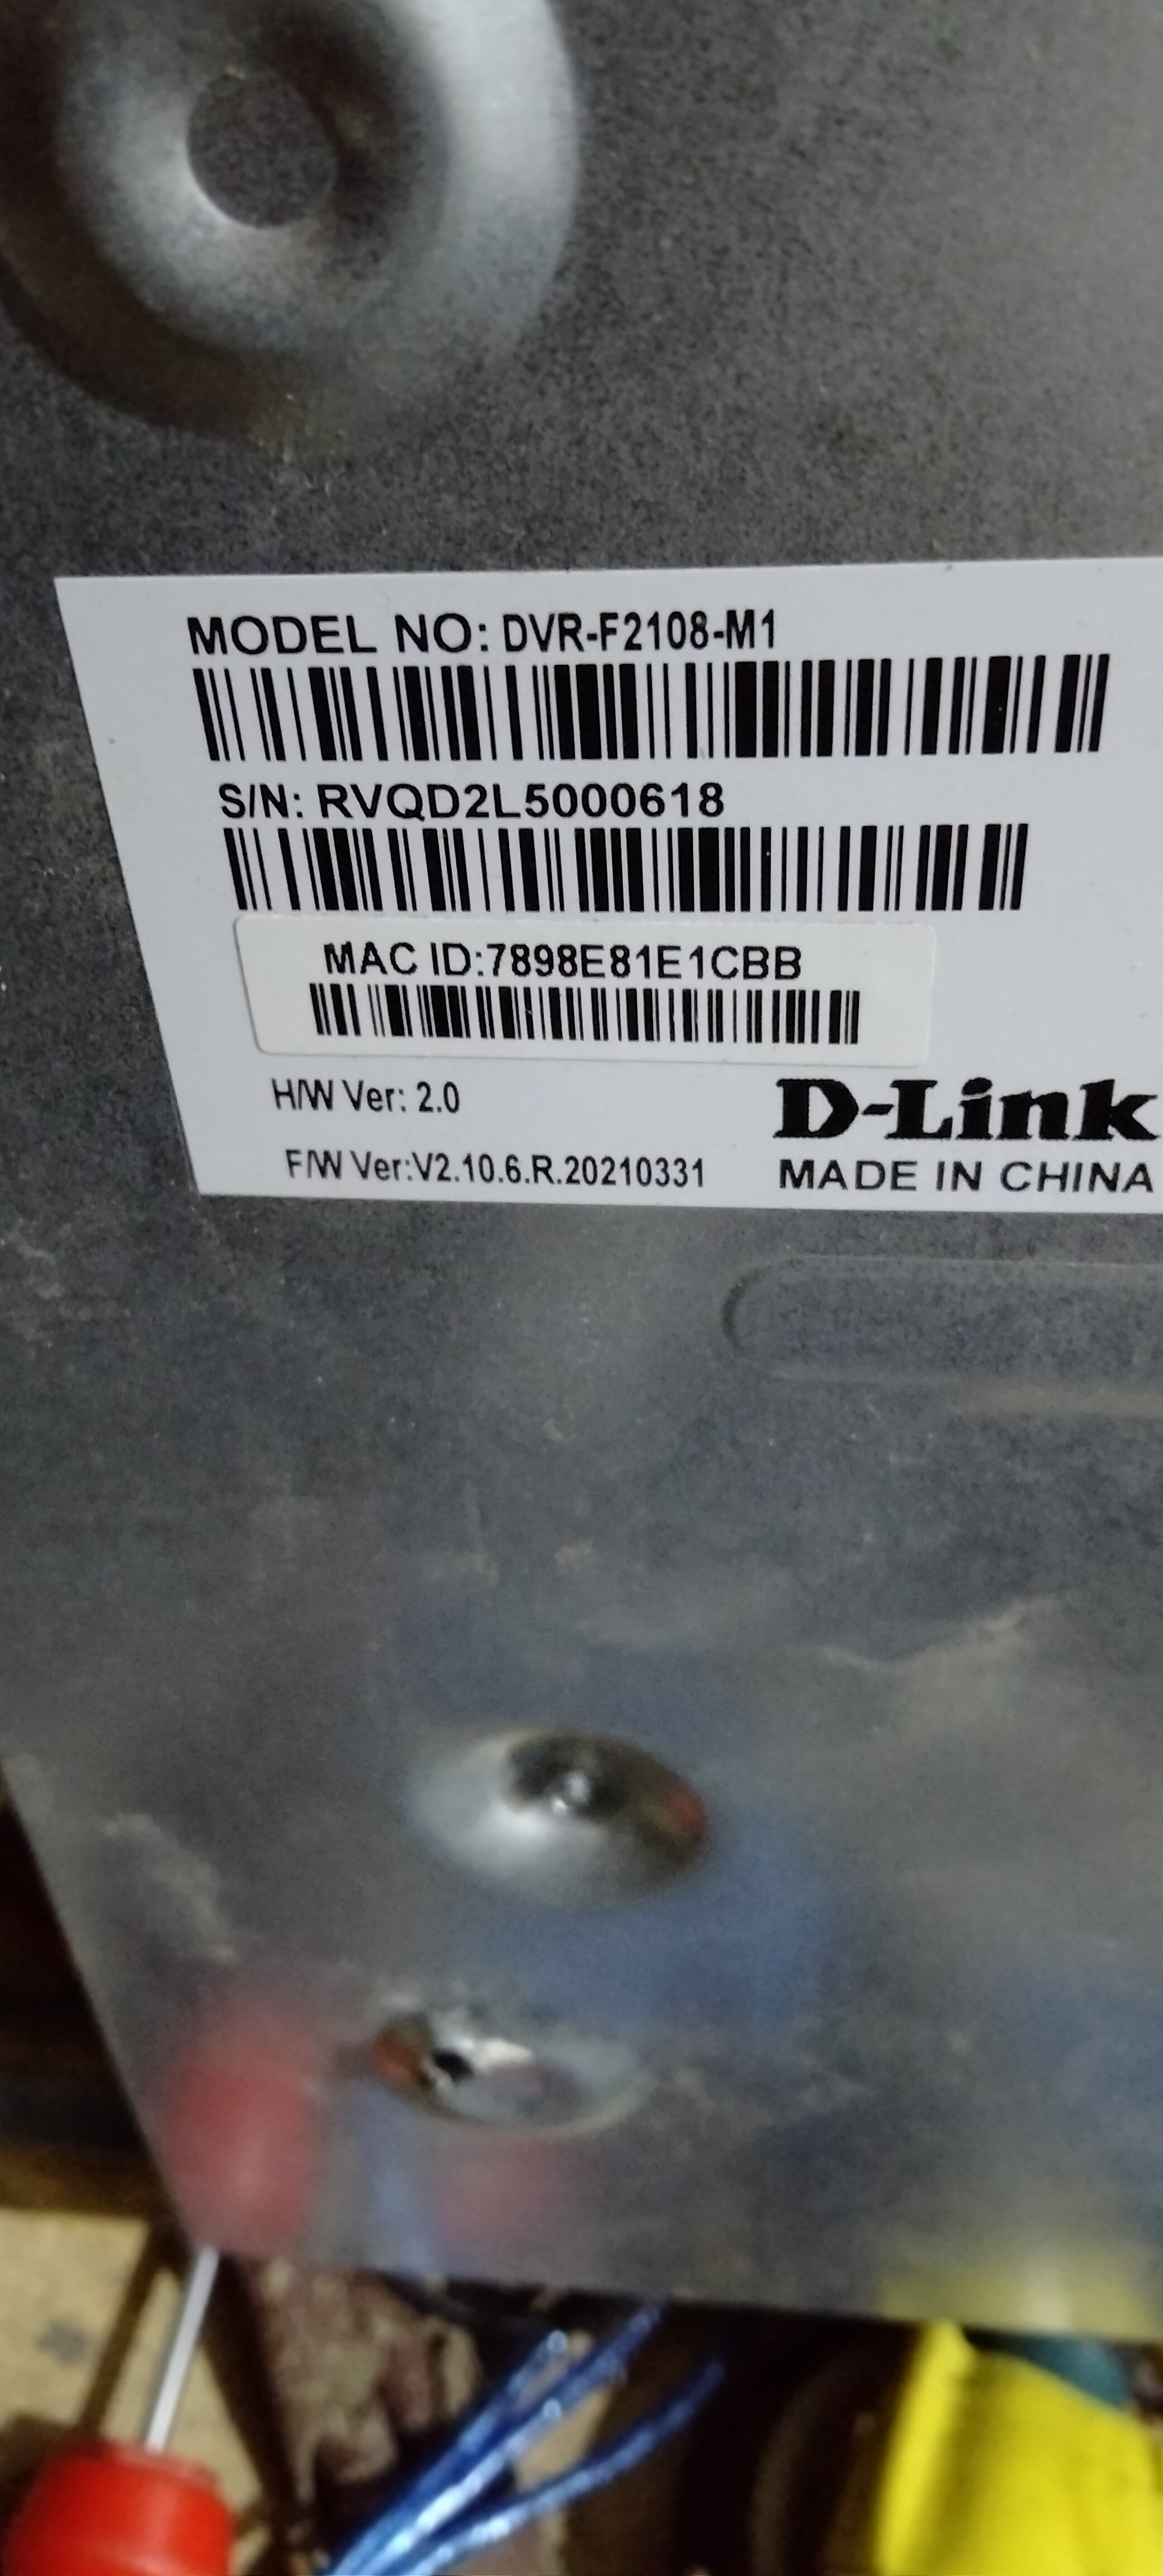 MODEL NO: DVR-F2108-M1
S/N: RVQD2L5000618
MAC ID:7898E81E1CBB
H/W Ver: 2.0
D-Link
F/W Ver:V2.10.6.R.20210331
MADE IN CHINA